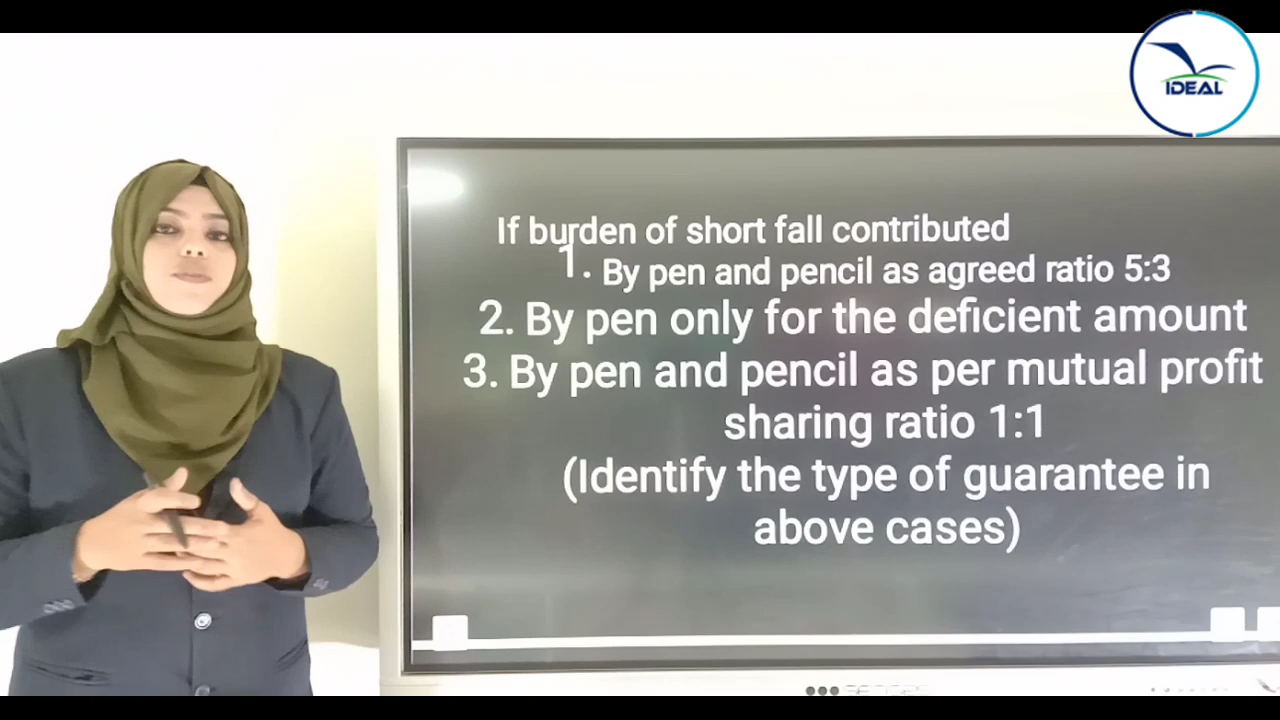 IDEAL
If burden of short fall contributed
1. By pen and pencil as agreed ratio 5:3
2. By pen only for the deficient amount
3. By pen and pencil as per mutual profit
sharing ratio 1:1
(Identify the type of guarantee in
above cases)